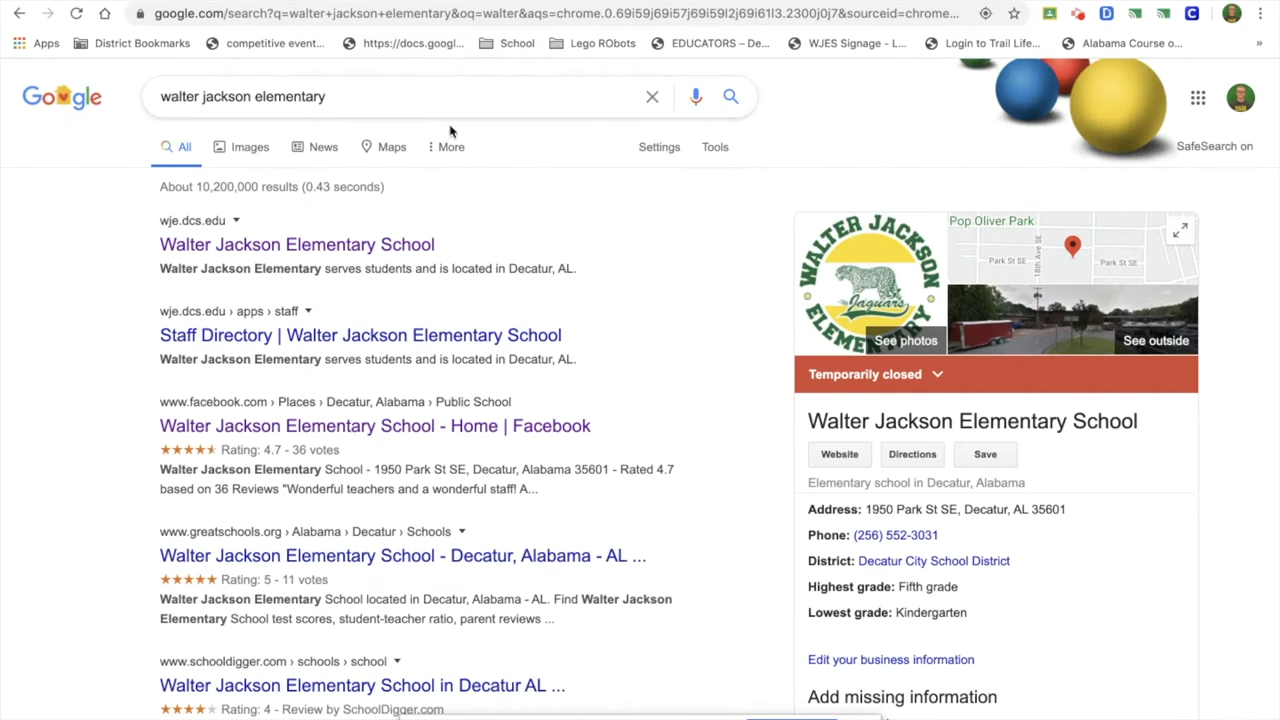 google.com/search?q=walter+jackson+elementary&oq=walter&aqs=chrome.0.69i59j69i57j69i59l2j69i61l3.2300j0j7&sourceid=chrome...
Apps District Bookmarks competitive event... https://docs.googl... School Lego RObots EDUCATORS – De... WJES Signage - L... Login to Trail Life... Alabama Course o... »
Google walter jackson elementary
All Images News Maps More Settings Tools SafeSearch on
About 10,200,000 results (0.43 seconds)
wje.dcs.edu
Walter Jackson Elementary School
Walter Jackson Elementary serves students and is located in Decatur, AL.
wje.dcs.edu › apps › staff
Staff Directory | Walter Jackson Elementary School
Walter Jackson Elementary serves students and is located in Decatur, AL.
www.facebook.com › Places › Decatur, Alabama › Public School
Walter Jackson Elementary School - Home | Facebook
Rating: 4.7 - 36 votes
Walter Jackson Elementary School - 1950 Park St SE, Decatur, Alabama 35601 - Rated 4.7
based on 36 Reviews "Wonderful teachers and a wonderful staff! A...
www.greatschools.org › Alabama › Decatur › Schools
Walter Jackson Elementary School - Decatur, Alabama - AL ...
Rating: 5 - 11 votes
Walter Jackson Elementary School located in Decatur, Alabama - AL. Find Walter Jackson
Elementary School test scores, student-teacher ratio, parent reviews ...
www.schooldigger.com › schools › school
Walter Jackson Elementary School in Decatur AL ...
Rating: 4 - Review by SchoolDigger.com
WALTER JACKSON
Jaguars
ELEMENTARY
See photos
Pop Oliver Park
Park St SE
18th Ave SE
Park St SE
See outside
Temporarily closed
Walter Jackson Elementary School
Website Directions Save
Elementary school in Decatur, Alabama
Address: 1950 Park St SE, Decatur, AL 35601
Phone: (256) 552-3031
District: Decatur City School District
Highest grade: Fifth grade
Lowest grade: Kindergarten
Edit your business information
Add missing information